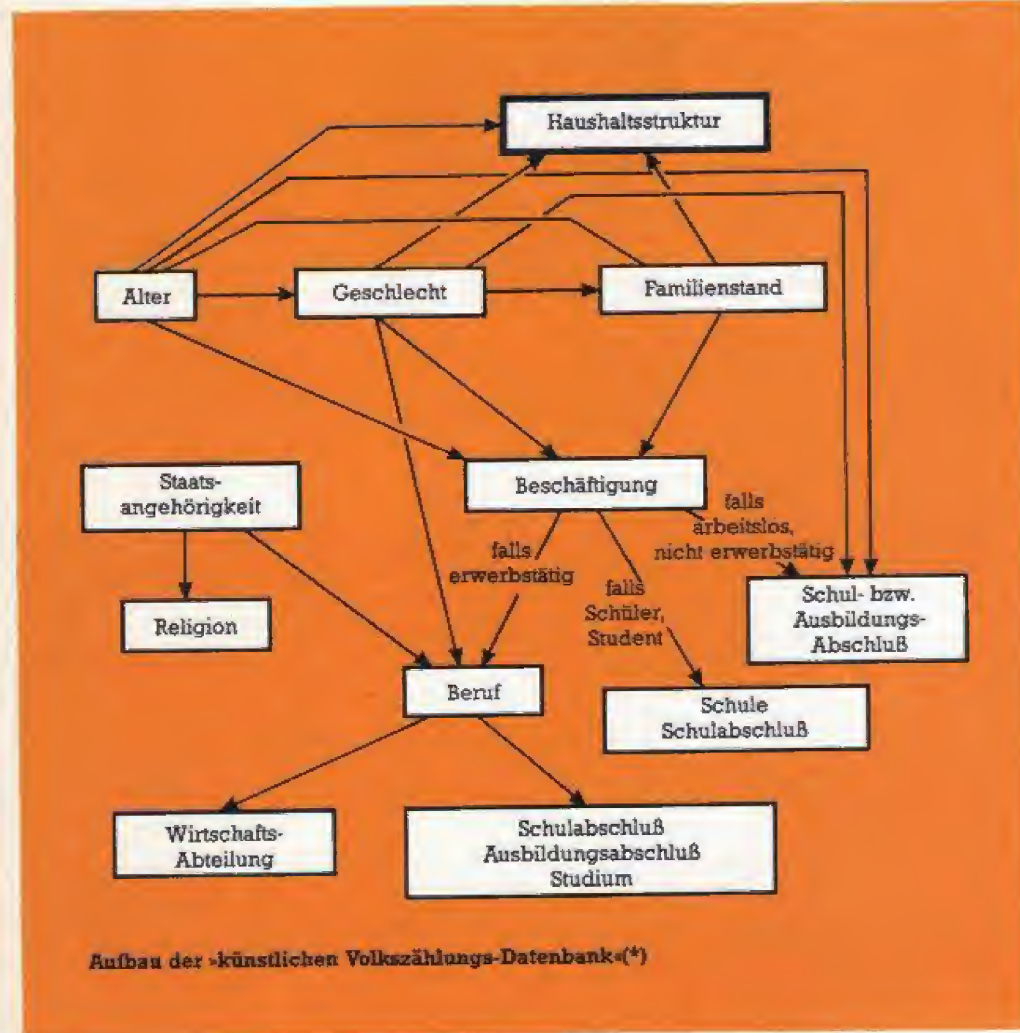 Haushaltsstruktur
Alter
Geschlecht
Familienstand
Staats-
angehörigkeit
Beschäftigung
falls
arbeitslos,
nicht erwerbstätig
falls
erwerbstätig
falls
Schüler,
Student
Schul- bzw.
Ausbildungs-
Abschluß
Religion
Beruf
Schule
Schulabschluß
Wirtschafts-
Abteilung
Schulabschluß
Ausbildungsabschluß
Studium
Aufbau der »künstlichen Volkszählungs-Datenbank«(*)